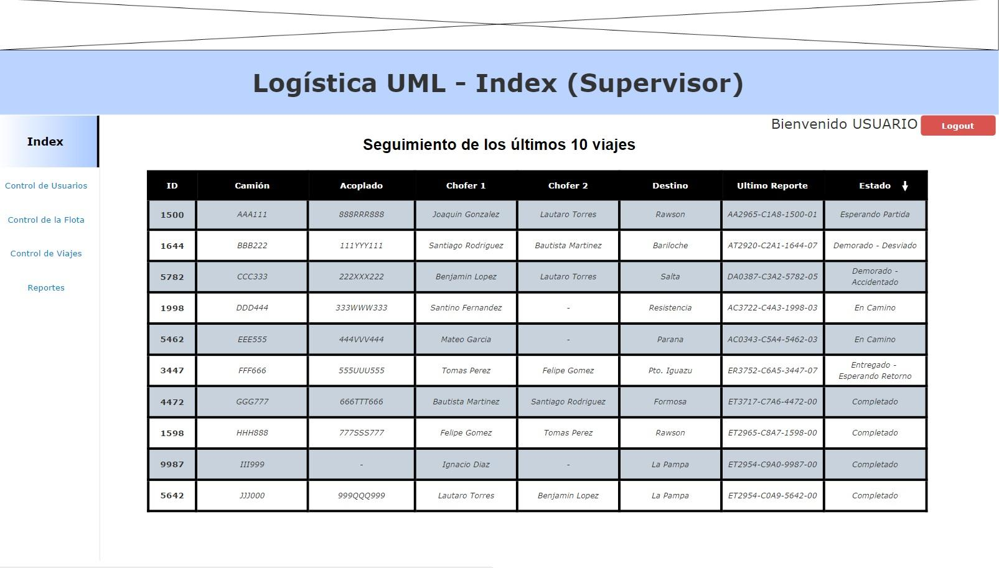 Logística UML - Index (Supervisor)
Bienvenido USUARIO Logout
Index
Control de Usuarios
Control de la Flota
Control de Viajes
Reportes
Seguimiento de los últimos 10 viajes
ID Camión Acoplado Chofer 1 Chofer 2 Destino Ultimo Reporte Estado
1500 AAA111 888RRR888 Joaquin Gonzalez Lautaro Torres Rawson AA2965-C1A8-1500-01 Esperando Partida
1644 BBB222 111YYY111 Santiago Rodriguez Bautista Martinez Bariloche AT2920-C2A1-1644-07 Demorado - Desviado
5782 CCC333 222XXX222 Benjamin Lopez Lautaro Torres Salta DA0387-C3A2-5782-05 Demorado -
Accidentado
1998 DDD444 333WWW333 Santino Fernandez - Resistencia AC3722-C4A3-1998-03 En Camino
5462 EEE555 444VVV444 Mateo Garcia - Parana AC0343-C5A4-5462-03 En Camino
3447 FFF666 555UUU555 Tomas Perez Felipe Gomez Pto. Iguazu ER3752-C6A5-3447-07 Entregado -
Esperando Retorno
4472 GGG777 666TTT666 Bautista Martinez Santiago Rodriguez Formosa ET3717-C7A6-4472-00 Completado
1598 HHH888 777SSS777 Felipe Gomez Tomas Perez Rawson ET2965-C8A7-1598-00 Completado
9987 III999 - Ignacio Diaz - La Pampa ET2954-C9A0-9987-00 Completado
5642 JJJ000 999QQQ999 Lautaro Torres Benjamin Lopez La Pampa ET2954-C0A9-5642-00 Completado